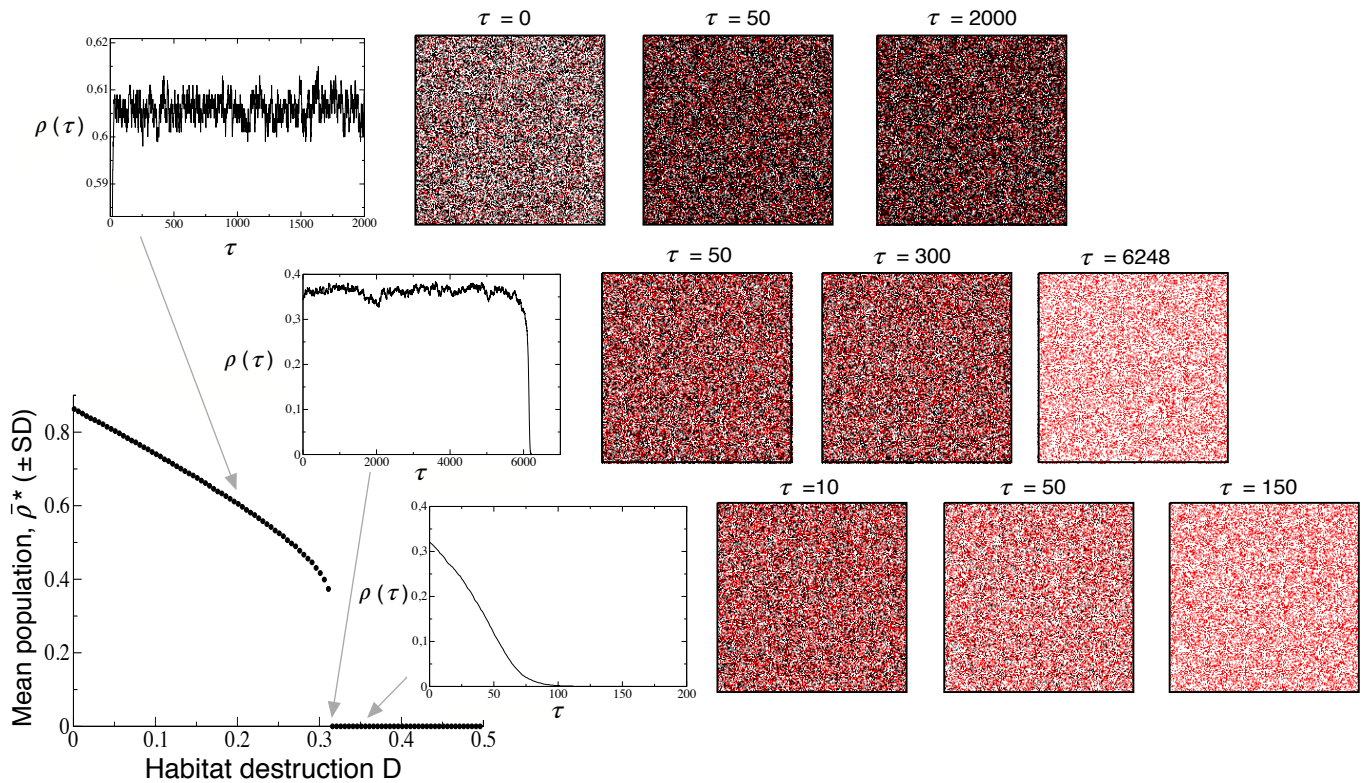 τ = 0
τ = 50
τ = 2000
0,62
0,61
0,6
0,59
ρ (τ)
0
500
1000
1500
2000
τ
τ = 50
τ = 300
τ = 6248
0,4
0,3
0,2
0,1
0
ρ (τ)
0
2000
4000
6000
τ
τ =10
τ = 50
τ = 150
0,4
0,3
0,2
0,1
0
ρ (τ)
0
50
100
150
200
τ
Mean population, ρ̄* (±SD)
0.8
0.6
0.4
0.2
0
0
0.1
0.2
0.3
0.4
0.5
Habitat destruction D